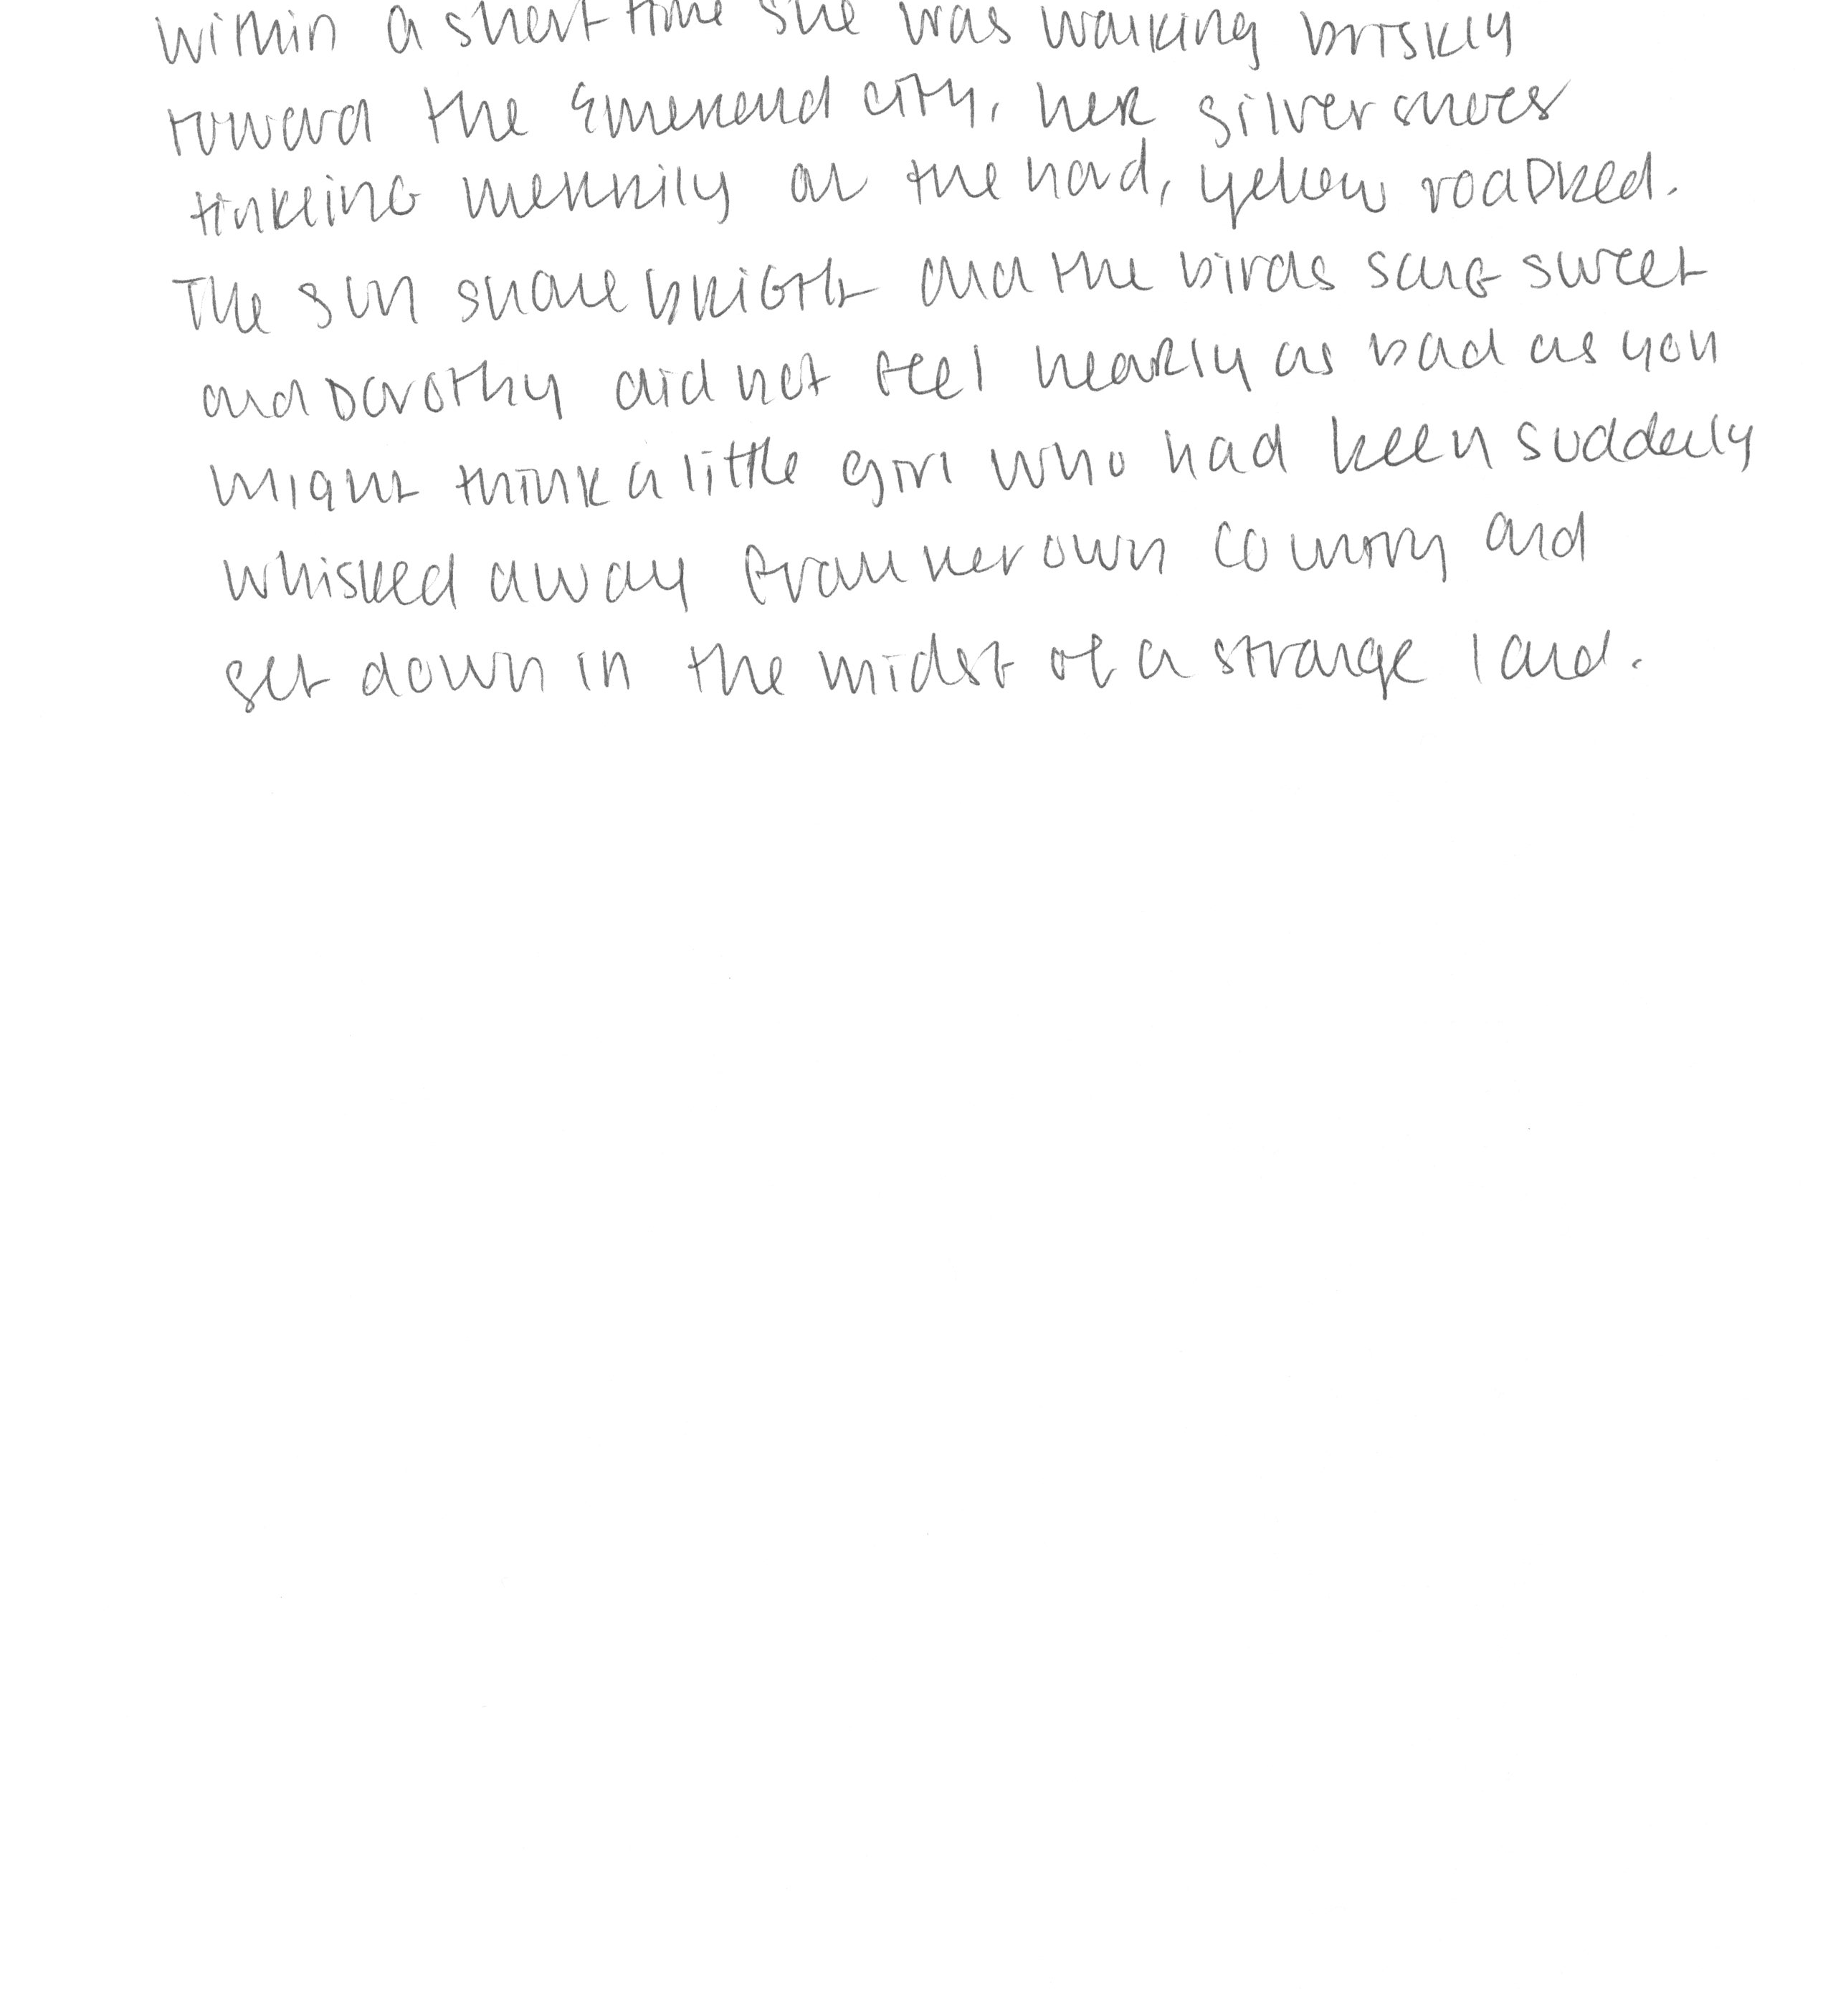 within a short time she was walking briskly
toward the Emerald City, her silver shoes
tinkling merrily on the hard, yellow roadbed.
The sun shone bright and the birds sang sweet
and Dorothy did not feel nearly as bad as you
might think a little girl who had been suddenly
whisked away from her own country and
set down in the midst of a strange land.